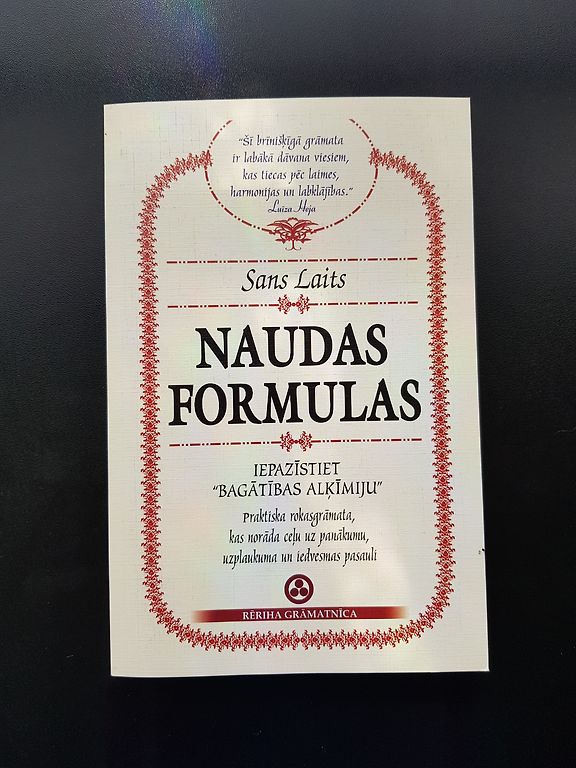 "Šī brīnišķīgā grāmata
ir labākā dāvana viesiem,
kas tiecas pēc laimes,
harmonijas un labklājības."
Luīza Heja
Sans Laits
NAUDAS
FORMULAS
IEPAZĪSTIET
"BAGĀTĪBAS ALĶĪMIJU"
Praktiska rokasgrāmata,
kas norāda ceļu uz panākumu,
uzplaukuma un iedvesmas pasauli
RĒRIHA GRĀMATNĪCA